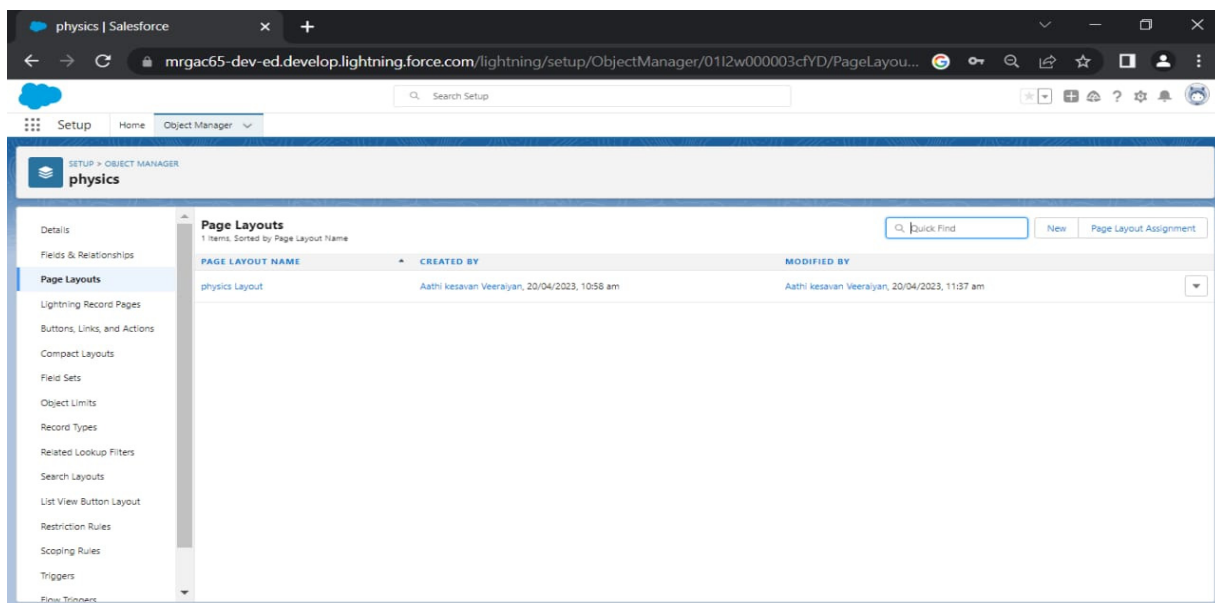 physics | Salesforce
mrgac65-dev-ed.develop.lightning.force.com/lightning/setup/ObjectManager/01I2w000003cfYD/PageLayou...
Search Setup
Setup Home Object Manager
SETUP > OBJECT MANAGER
physics
Details
Fields & Relationships
Page Layouts
Lightning Record Pages
Buttons, Links, and Actions
Compact Layouts
Field Sets
Object Limits
Record Types
Related Lookup Filters
Search Layouts
List View Button Layout
Restriction Rules
Scoping Rules
Triggers
Flow Triggers
Page Layouts
1 Items, Sorted by Page Layout Name
Quick Find New Page Layout Assignment
PAGE LAYOUT NAME CREATED BY MODIFIED BY
physics Layout Aathi kesavan Veeraiyan, 20/04/2023, 10:58 am Aathi kesavan Veeraiyan, 20/04/2023, 11:37 am